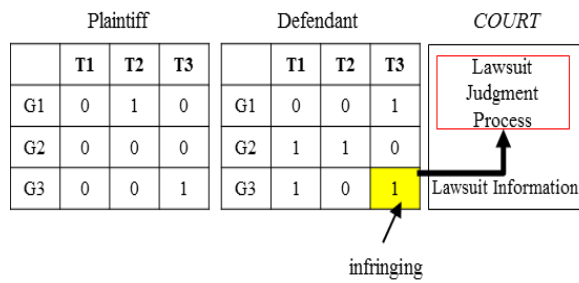 Plaintiff Defendant COURT
T1 T2 T3 T1 T2 T3
G1 0 1 0 G1 0 0 1
G2 0 0 0 G2 1 1 0
G3 0 0 1 G3 1 0 1
Lawsuit
Judgment
Process
Lawsuit Information
infringing